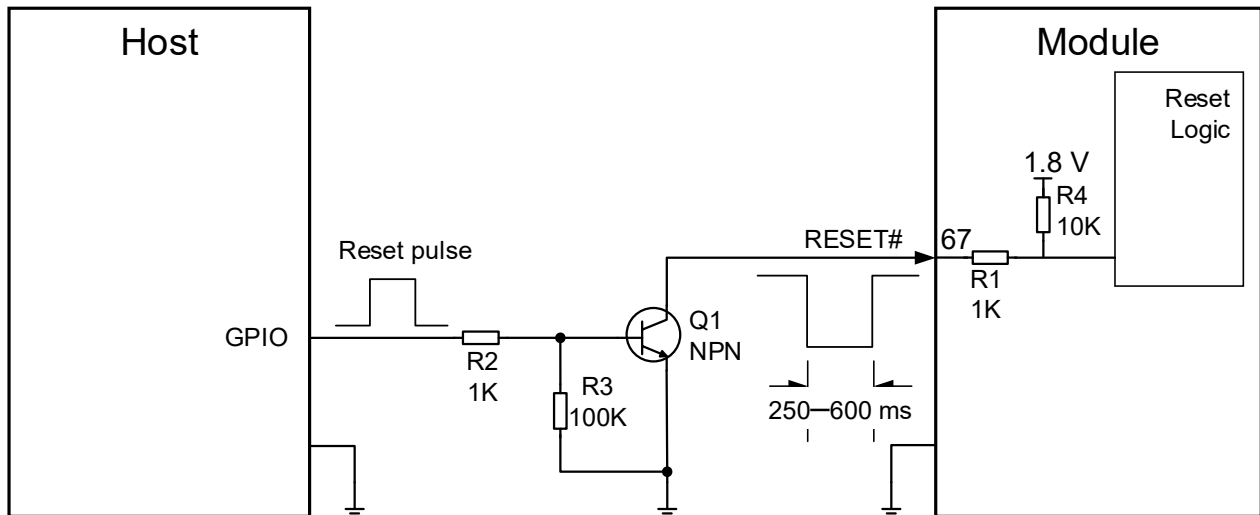 Host
Module
Reset
Logic
1.8 V
R4
10K
Reset pulse
RESET#
67
R1
1K
GPIO
Q1
NPN
R2
1K
R3
100K
250—600 ms